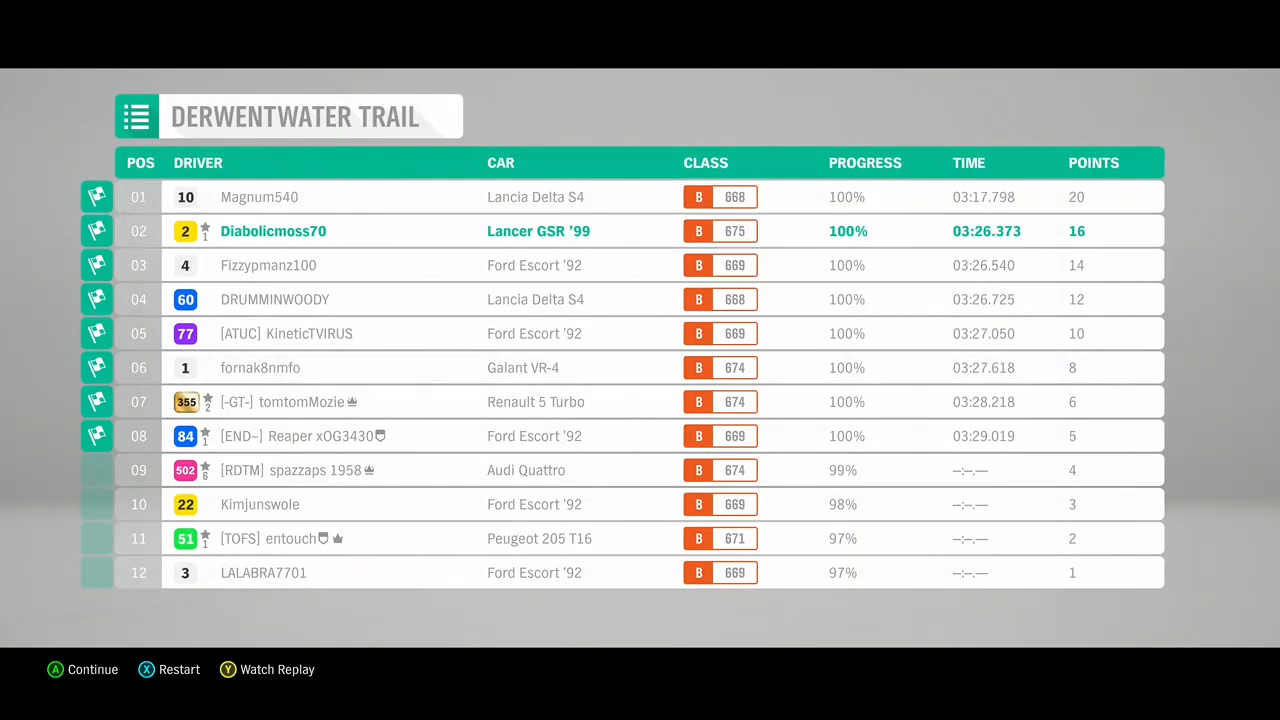 DERWENTWATER TRAIL
POS DRIVER CAR CLASS PROGRESS TIME POINTS
01 10 Magnum540 Lancia Delta S4 B 668 100% 03:17.798 20
02 2 1 Diabolicmoss70 Lancer GSR ’99 B 675 100% 03:26.373 16
03 4 Fizzypmanz100 Ford Escort ’92 B 669 100% 03:26.540 14
04 60 DRUMMINWOODY Lancia Delta S4 B 668 100% 03:26.725 12
05 77 [ATUC] KineticTVIRUS Ford Escort ’92 B 669 100% 03:27.050 10
06 1 fornak8nmfo Galant VR-4 B 674 100% 03:27.618 8
07 355 2 [-GT-] tomtomMozie Renault 5 Turbo B 674 100% 03:28.218 6
08 84 1 [END~] Reaper xOG3430 Ford Escort ’92 B 669 100% 03:29.019 5
09 502 6 [RDTM] spazzaps 1958 Audi Quattro B 674 99% —:—.— 4
10 22 Kimjunswole Ford Escort ’92 B 669 98% —:—.— 3
11 51 1 [TOFS] entouch Peugeot 205 T16 B 671 97% —:—.— 2
12 3 LALABRA7701 Ford Escort ’92 B 669 97% —:—.— 1
A Continue X Restart Y Watch Replay